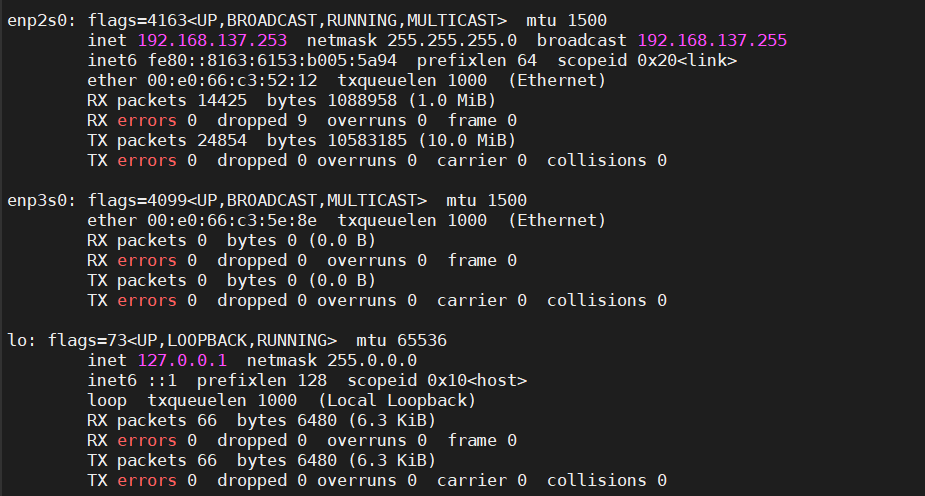 enp2s0: flags=4163<UP,BROADCAST,RUNNING,MULTICAST>  mtu 1500
        inet 192.168.137.253  netmask 255.255.255.0  broadcast 192.168.137.255
        inet6 fe80::8163:6153:b005:5a94  prefixlen 64  scopeid 0x20<link>
        ether 00:e0:66:c3:52:12  txqueuelen 1000  (Ethernet)
        RX packets 14425  bytes 1088958 (1.0 MiB)
        RX errors 0  dropped 9  overruns 0  frame 0
        TX packets 24854  bytes 10583185 (10.0 MiB)
        TX errors 0  dropped 0 overruns 0  carrier 0  collisions 0

enp3s0: flags=4099<UP,BROADCAST,MULTICAST>  mtu 1500
        ether 00:e0:66:c3:5e:8e  txqueuelen 1000  (Ethernet)
        RX packets 0  bytes 0 (0.0 B)
        RX errors 0  dropped 0  overruns 0  frame 0
        TX packets 0  bytes 0 (0.0 B)
        TX errors 0  dropped 0 overruns 0  carrier 0  collisions 0

lo: flags=73<UP,LOOPBACK,RUNNING>  mtu 65536
        inet 127.0.0.1  netmask 255.0.0.0
        inet6 ::1  prefixlen 128  scopeid 0x10<host>
        loop  txqueuelen 1000  (Local Loopback)
        RX packets 66  bytes 6480 (6.3 KiB)
        RX errors 0  dropped 0  overruns 0  frame 0
        TX packets 66  bytes 6480 (6.3 KiB)
        TX errors 0  dropped 0 overruns 0  carrier 0  collisions 0